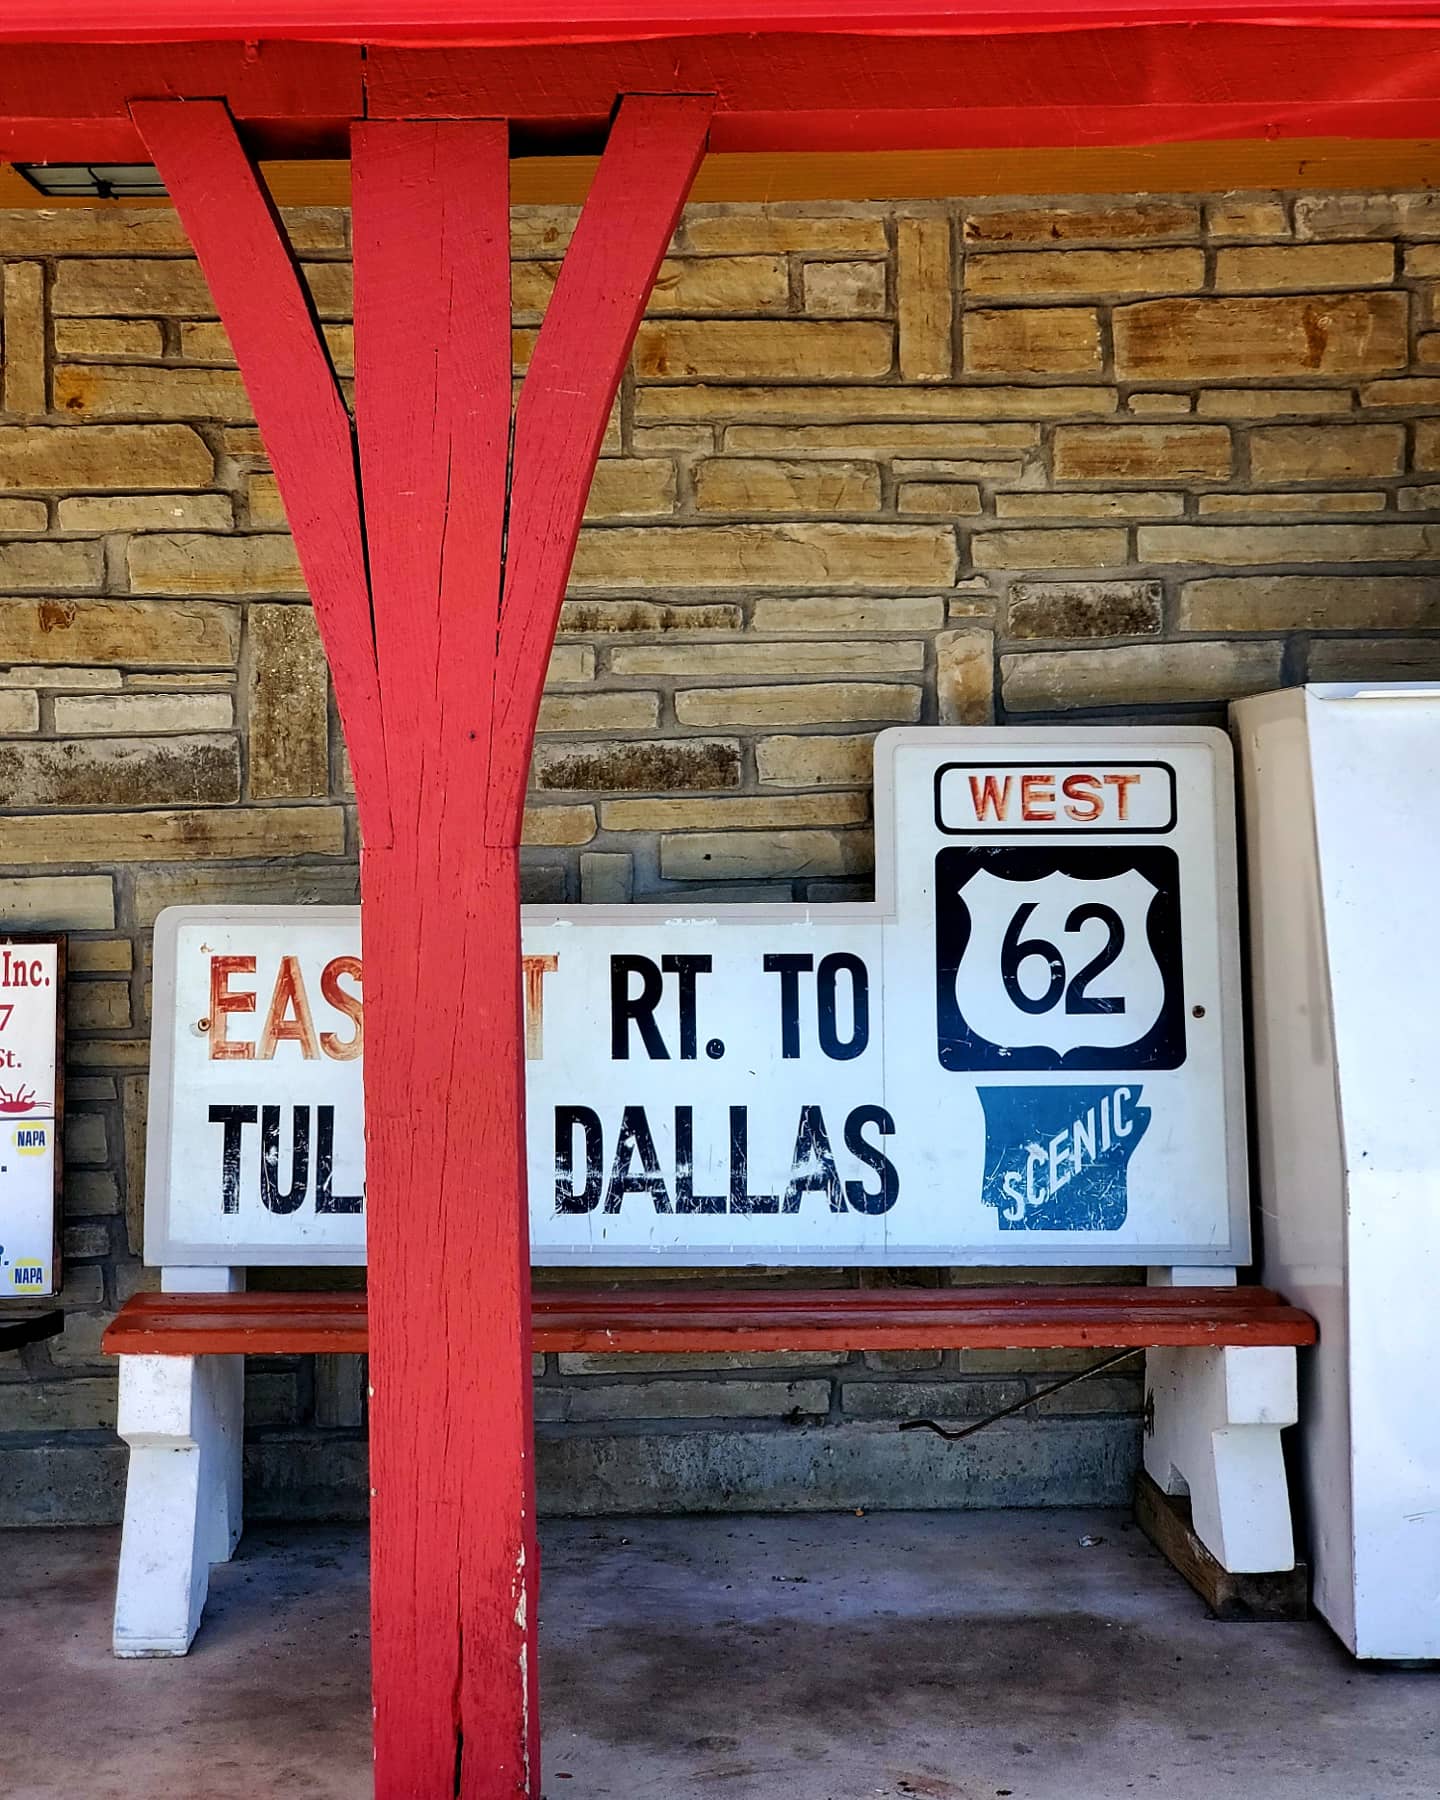 WEST
62
EAS T RT. TO
TUL DALLAS
SCENIC
Inc.
7
St.
NAPA
NAPA